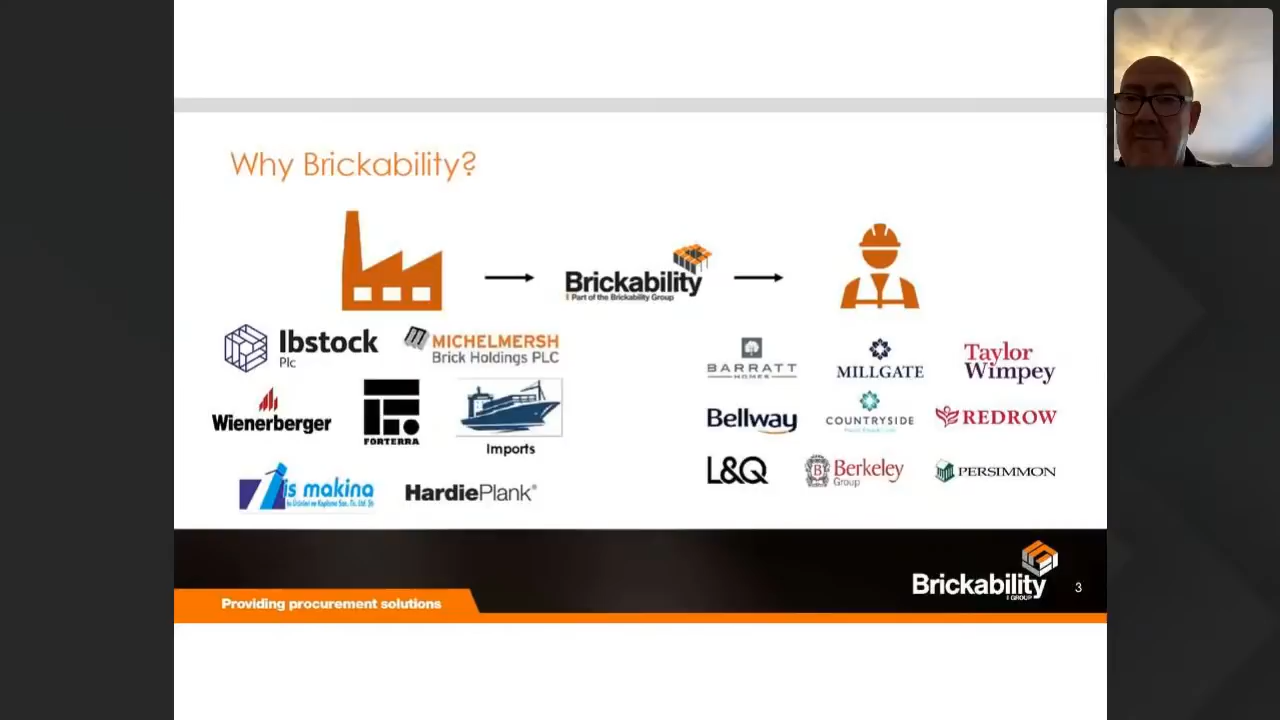 Why Brickability?
Brickability
Part of the Brickability Group
Ibstock
Plc
MICHELMERSH
Brick Holdings PLC
Wienerberger
FORTERRA
Imports
is makina
HardiePlank®
BARRATT
HOMES
MILLGATE
Taylor
Wimpey
Bellway
COUNTRYSIDE
REDROW
L&Q
Berkeley
Group
PERSIMMON
Brickability
GROUP
3
Providing procurement solutions